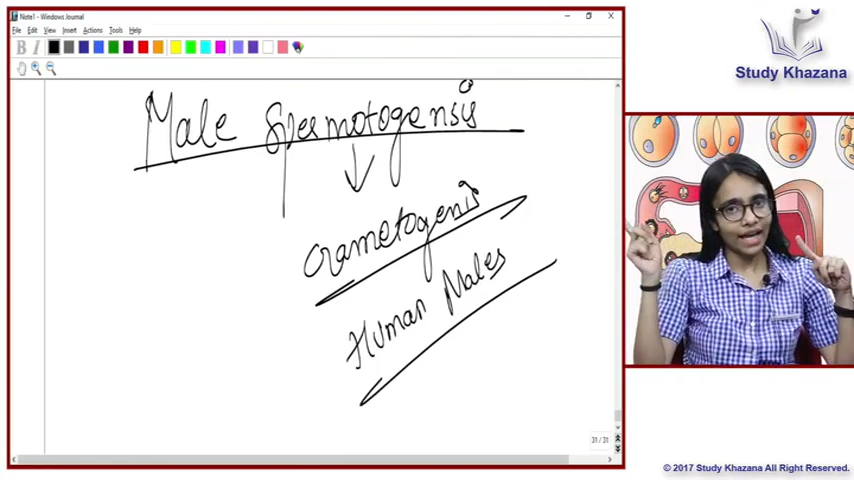 Note1 - Windows Journal
File Edit View Insert Actions Tools Help
B I
Male Spermotogensis
Grametogenis
Human Males
31 / 31
Study Khazana
© 2017 Study Khazana All Right Reserved.